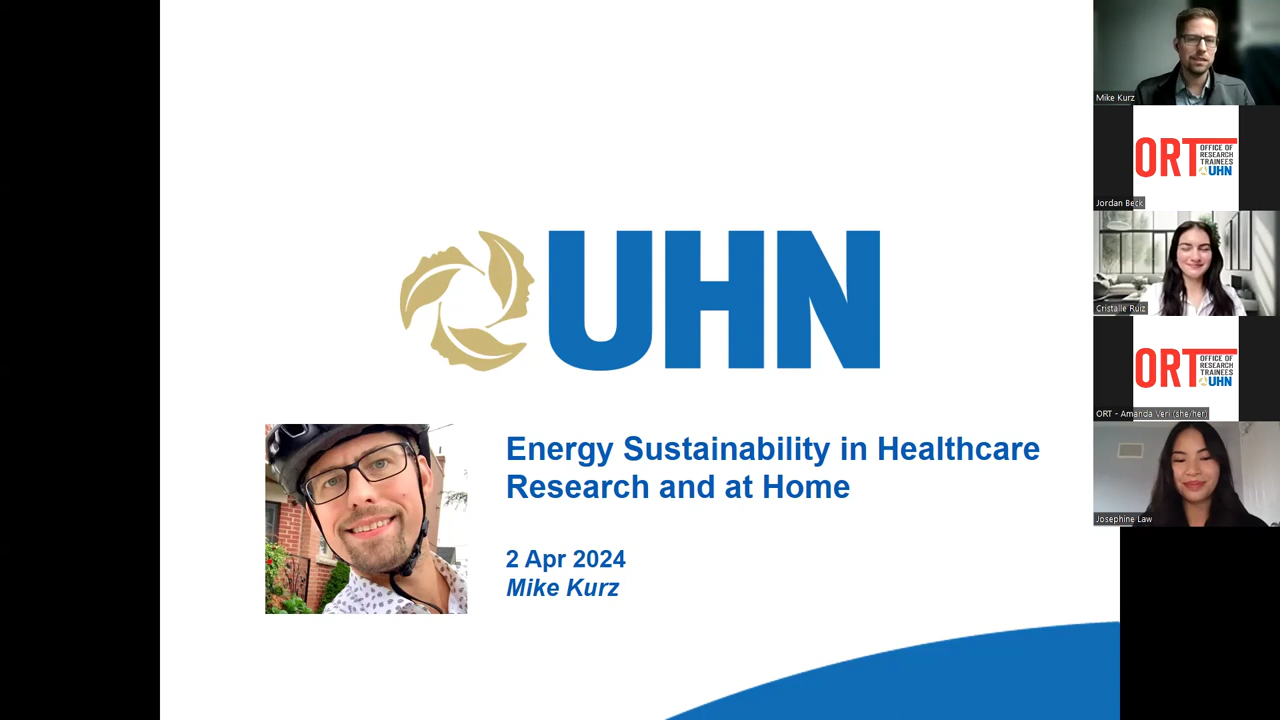 UHN
Energy Sustainability in Healthcare
Research and at Home
2 Apr 2024
Mike Kurz
Mike Kurz
ORT OFFICE OF
RESEARCH
TRAINEES
UHN
Jordan Beck
Cristalle Ruiz
ORT OFFICE OF
RESEARCH
TRAINEES
UHN
ORT - Amanda Veri (she/her)
Josephine Law